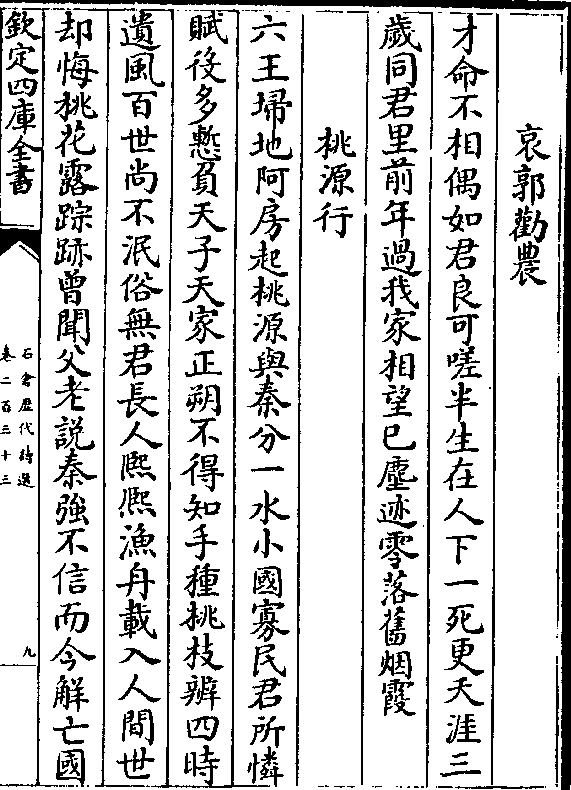 哀郭勸農
才命不相偶如君良可嗟半生在人下一死更天涯三
歲同君里前年過我家相望已塵迹零落舊烟霞
桃源行
六王埽地阿房起桃源與秦分一水小國寡民君所憐
賦役多慙負天子天家正朔不得知手種桃枝辨四時
遺風百世尚不泯俗無君長人熈熈漁舟載入人間世
却悔桃花露踪跡曾聞父老說秦強不信而今解亡國
欽定四庫全書
石倉歷代詩選
卷二百三十三
九